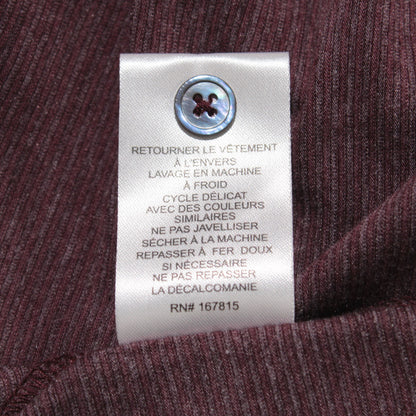 RETOURNER LE VÊTEMENT
À L'ENVERS
LAVAGE EN MACHINE
À FROID
CYCLE DÉLICAT
AVEC DES COULEURS
SIMILAIRES
NE PAS JAVELLISER
SÉCHER À LA MACHINE
REPASSER À FER DOUX
SI NÉCESSAIRE
NE PAS REPASSER
LA DÉCALCOMANIE
RN# 167815